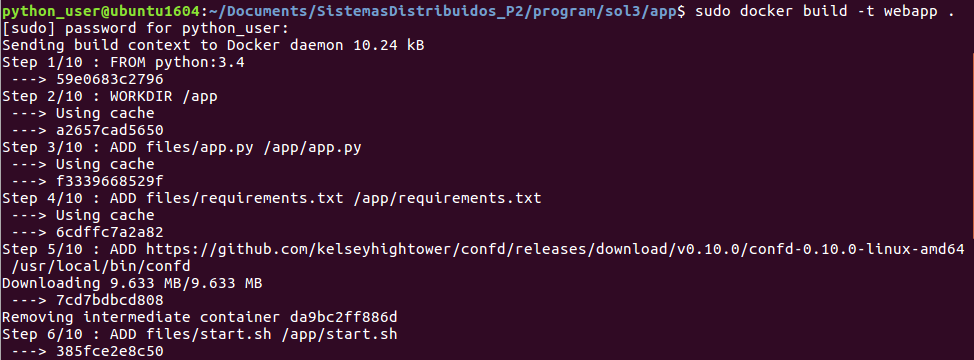 python_user@ubuntu1604:~/Documents/SistemasDistribuidos_P2/program/sol3/app$ sudo docker build -t webapp .
[sudo] password for python_user:
Sending build context to Docker daemon 10.24 kB
Step 1/10 : FROM python:3.4
 ---> 59e0683c2796
Step 2/10 : WORKDIR /app
 ---> Using cache
 ---> a2657cad5650
Step 3/10 : ADD files/app.py /app/app.py
 ---> Using cache
 ---> f3339668529f
Step 4/10 : ADD files/requirements.txt /app/requirements.txt
 ---> Using cache
 ---> 6cdffc7a2a82
Step 5/10 : ADD https://github.com/kelseyhightower/confd/releases/download/v0.10.0/confd-0.10.0-linux-amd64
 /usr/local/bin/confd
Downloading 9.633 MB/9.633 MB
 ---> 7cd7bdbcd808
Removing intermediate container da9bc2ff886d
Step 6/10 : ADD files/start.sh /app/start.sh
 ---> 385fce2e8c50